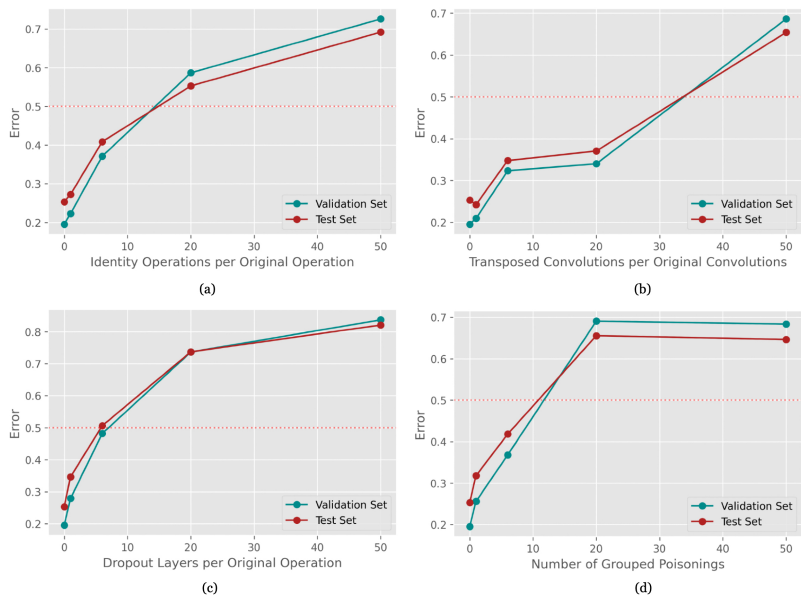 0.7
0.6
0.5
0.4
0.3
0.2
Error
Validation Set
Test Set
0 10 20 30 40 50
Identity Operations per Original Operation
(a)
0.7
0.6
0.5
0.4
0.3
0.2
Error
Validation Set
Test Set
0 10 20 30 40 50
Transposed Convolutions per Original Convolutions
(b)
0.8
0.7
0.6
0.5
0.4
0.3
0.2
Error
Validation Set
Test Set
0 10 20 30 40 50
Dropout Layers per Original Operation
(c)
0.7
0.6
0.5
0.4
0.3
0.2
Error
Validation Set
Test Set
0 10 20 30 40 50
Number of Grouped Poisonings
(d)